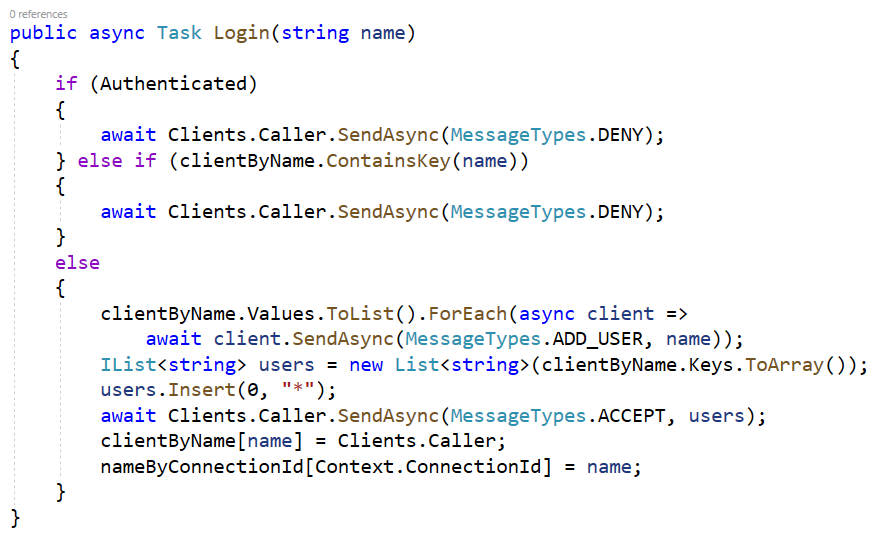 0 references
public async Task Login(string name)
{
    if (Authenticated)
    {
        await Clients.Caller.SendAsync(MessageTypes.DENY);
    } else if (clientByName.ContainsKey(name))
    {
        await Clients.Caller.SendAsync(MessageTypes.DENY);
    }
    else
    {
        clientByName.Values.ToList().ForEach(async client =>
            await client.SendAsync(MessageTypes.ADD_USER, name));
        IList<string> users = new List<string>(clientByName.Keys.ToArray());
        users.Insert(0, "*");
        await Clients.Caller.SendAsync(MessageTypes.ACCEPT, users);
        clientByName[name] = Clients.Caller;
        nameByConnectionId[Context.ConnectionId] = name;
    }
}